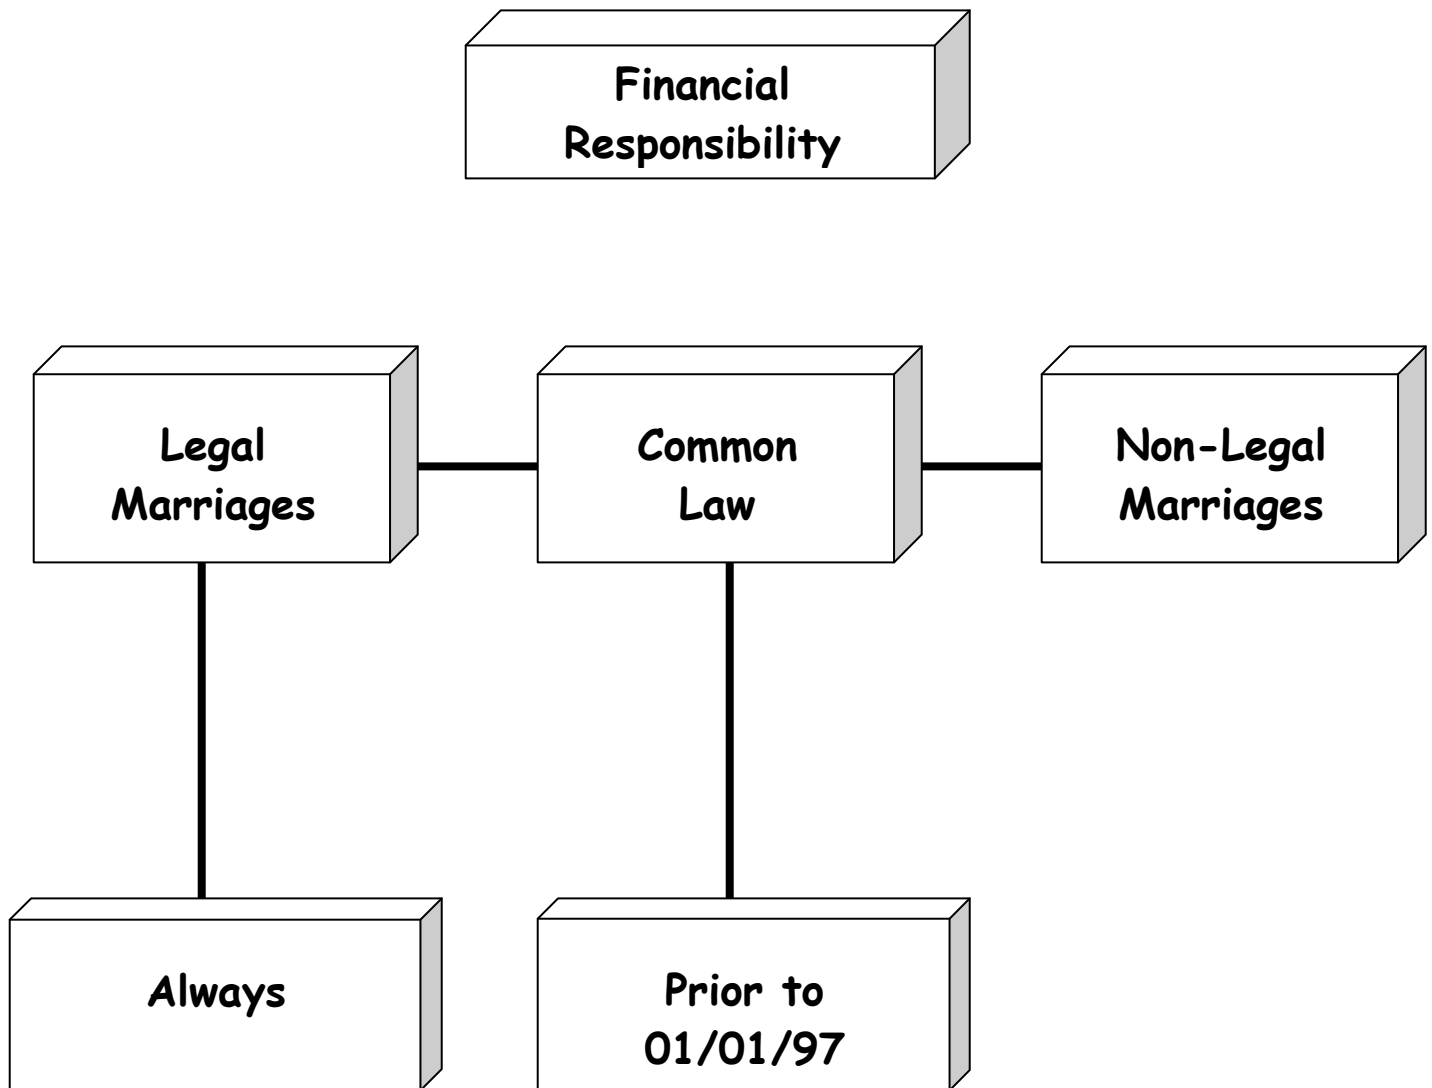 Financial
Responsibility
Legal
Marriages
Common
Law
Non-Legal
Marriages
Always
Prior to
01/01/97